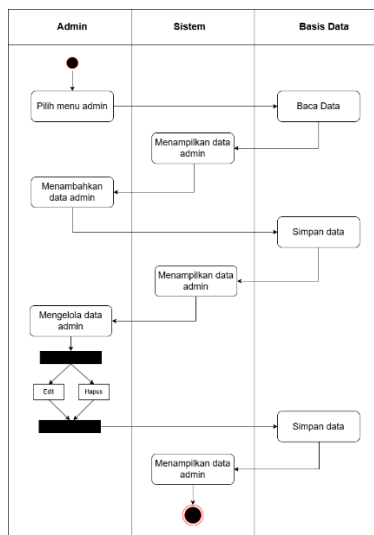 Admin
Sistem
Basis Data
Pilih menu admin
Baca Data
Menampilkan data
admin
Menambahkan
data admin
Simpan data
Menampilkan data
admin
Mengelola data
admin
Edit
Hapus
Simpan data
Menampilkan data
admin